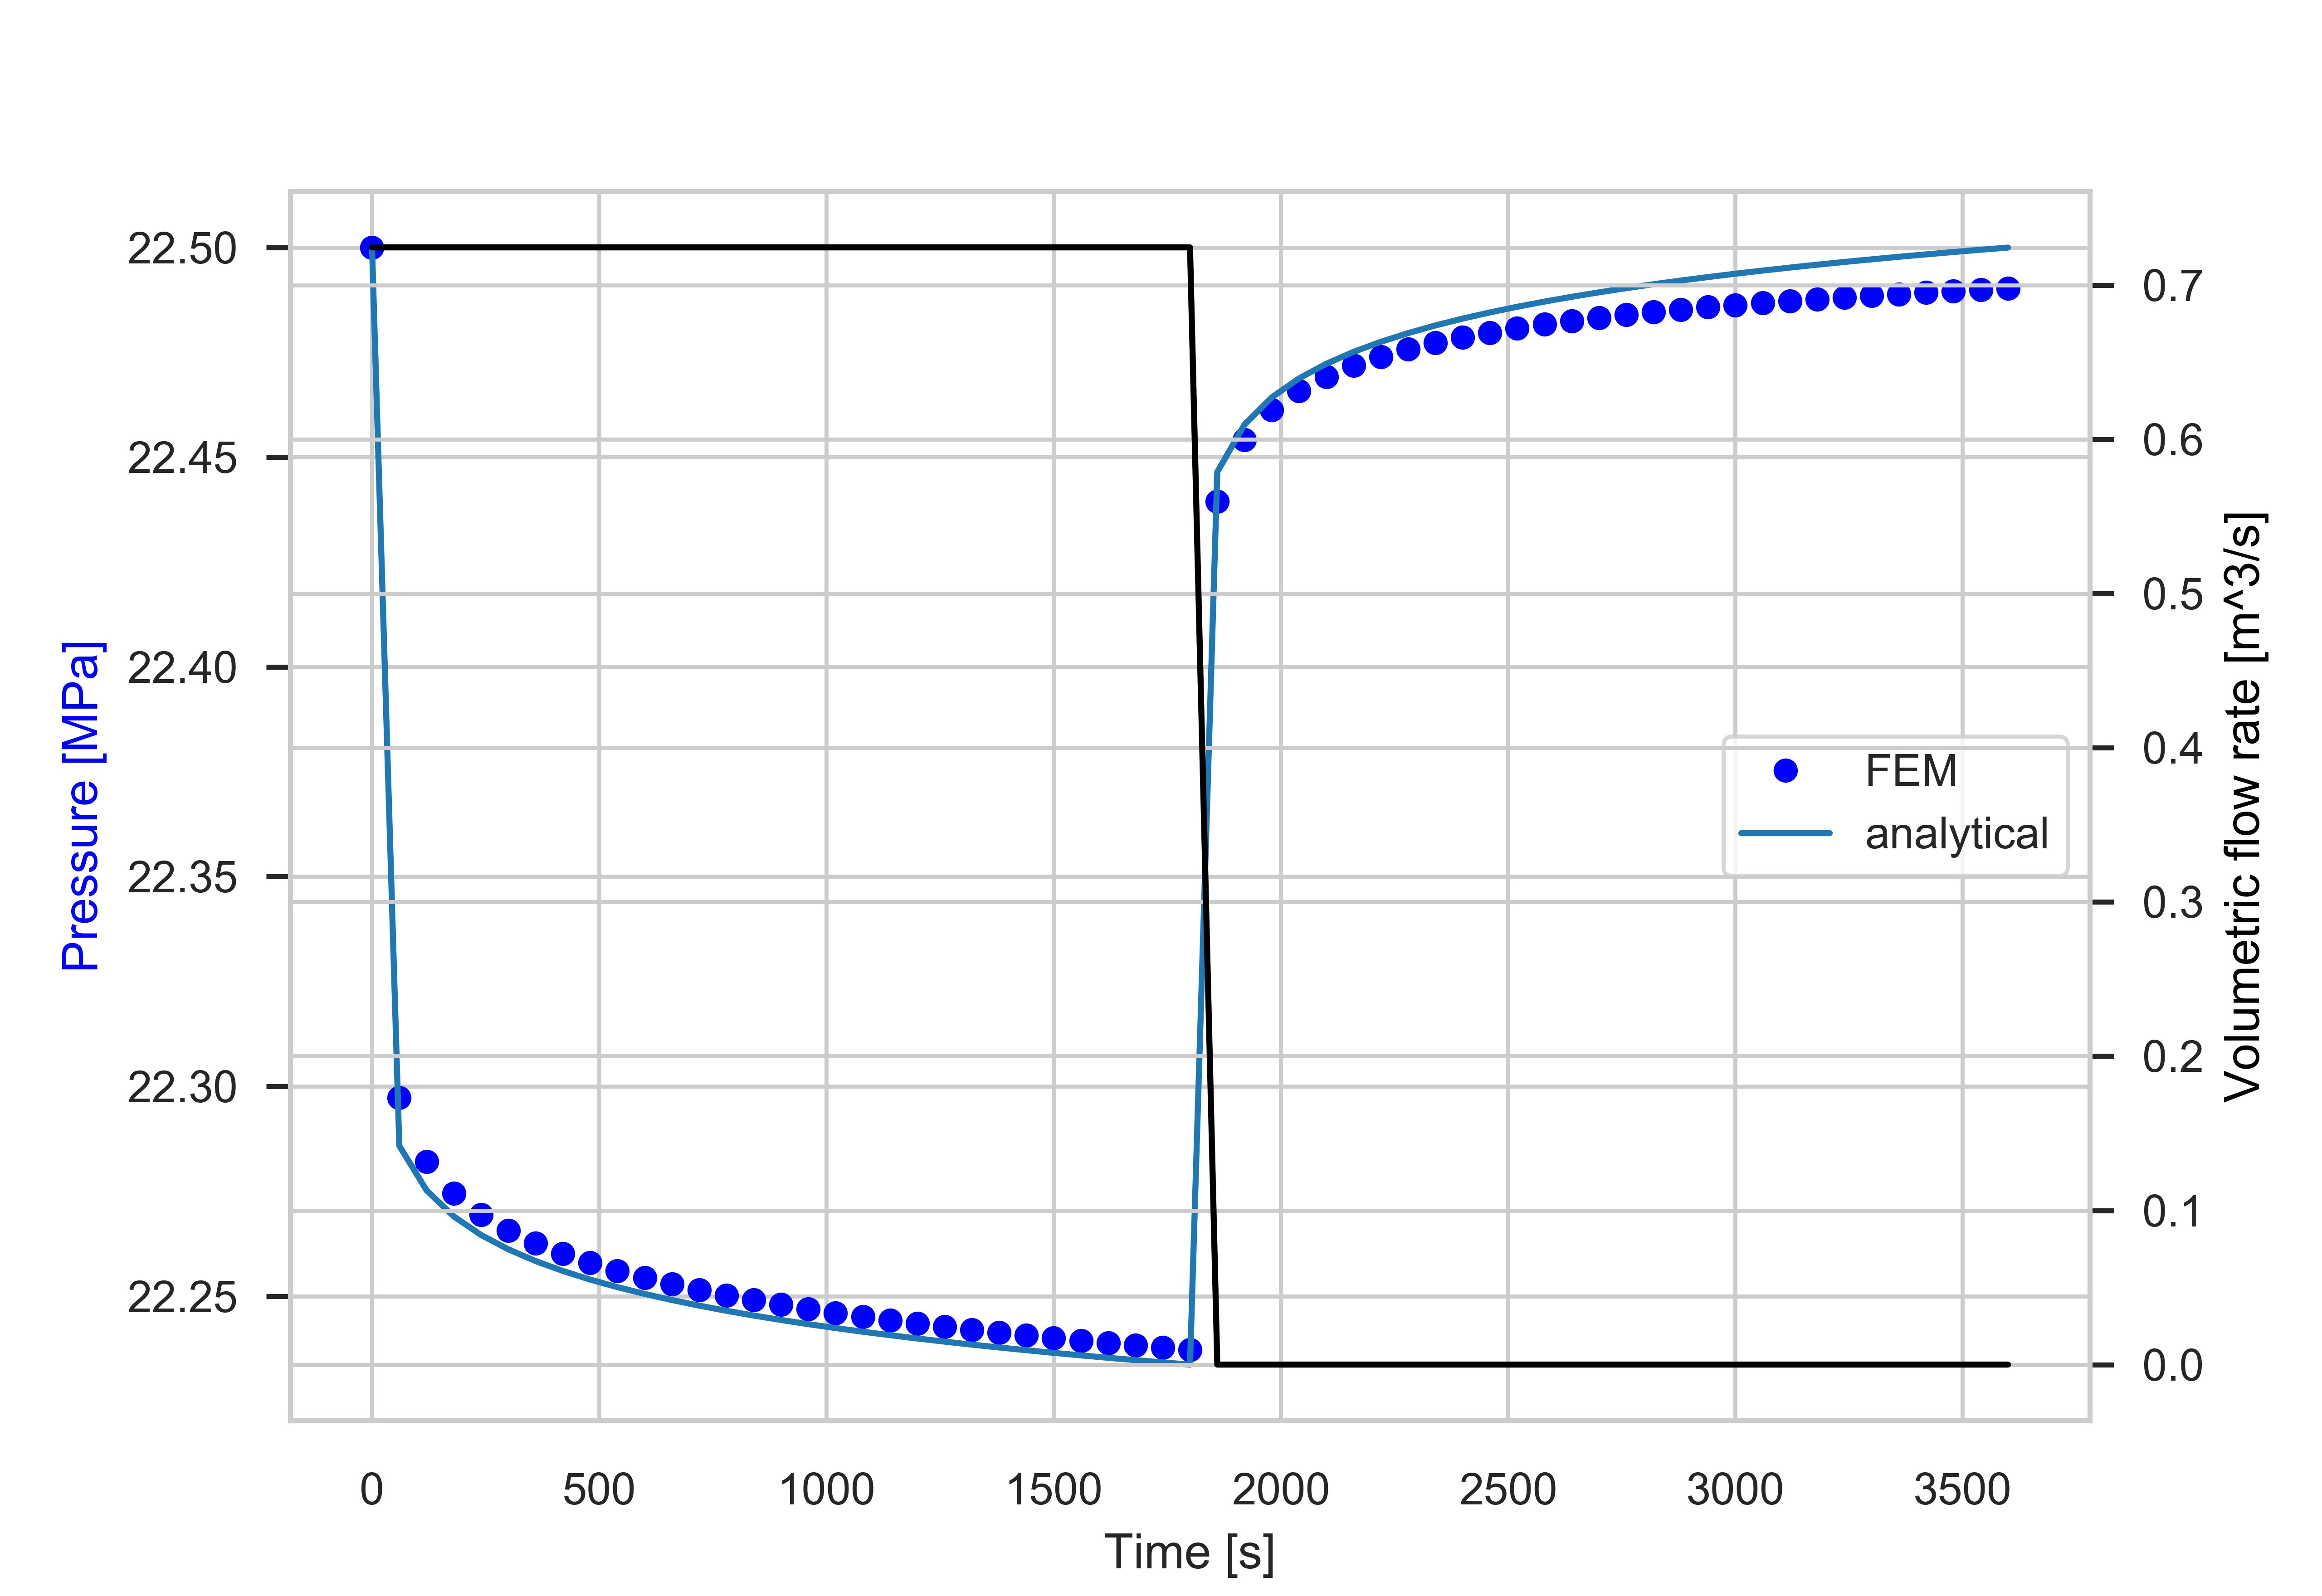 22.50
22.45
22.40
22.35
22.30
22.25
Pressure [MPa]
0.7
0.6
0.5
0.4
0.3
0.2
0.1
0.0
Volumetric flow rate [m^3/s]
FEM
analytical
0 500 1000 1500 2000 2500 3000 3500
Time [s]